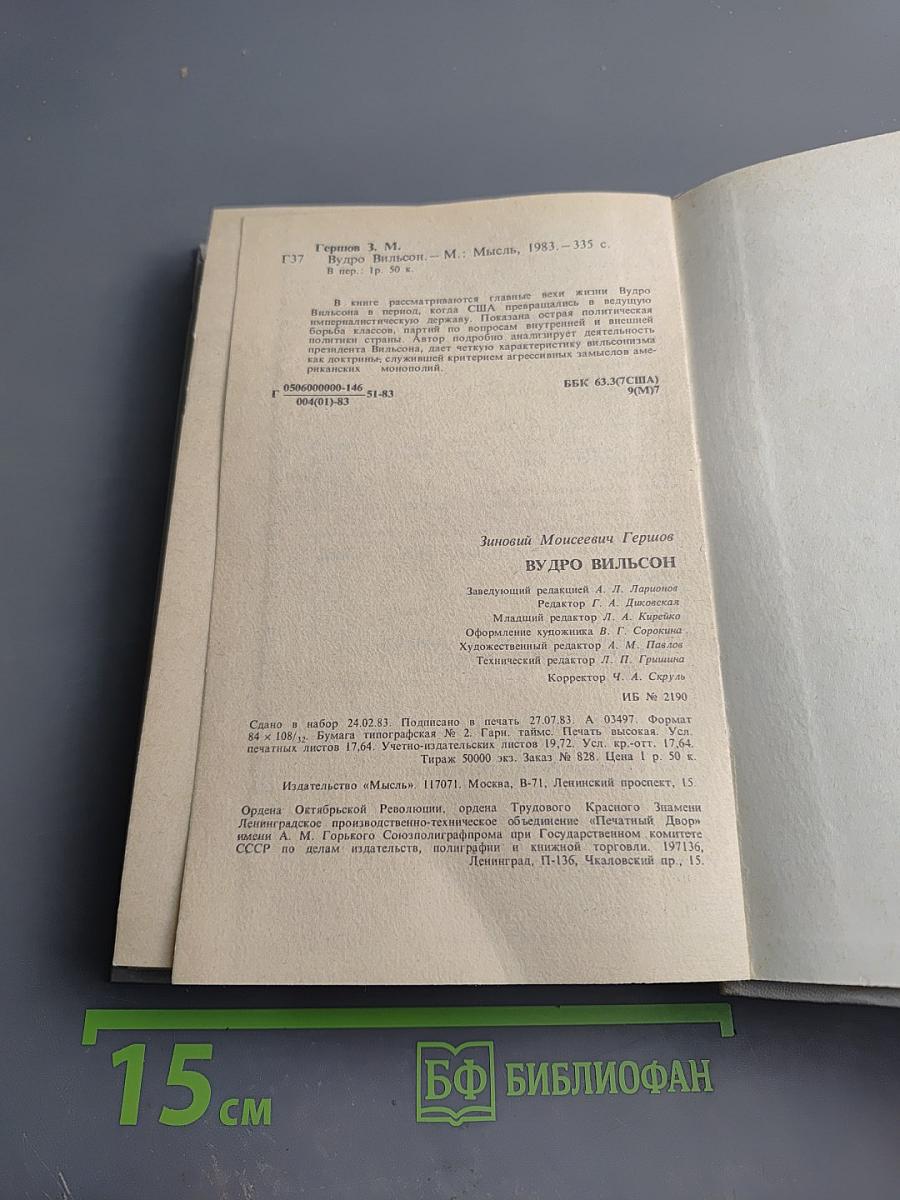 Гершов З. М.
Г37 Вудро Вильсон.— М.: Мысль, 1983.—335 с.
В пер.: 1р. 50 к.
В книге рассматриваются главные вехи жизни Вудро
Вильсона в период, когда США превращались в ведущую
империалистическую державу. Показана острая политическая
борьба классов, партий по вопросам внутренней и внешней
политики страны. Автор подробно анализирует деятельность
президента Вильсона, дает четкую характеристику вильсонизма
как доктрины, служившей критерием агрессивных замыслов аме-
риканских монополий.
Г 0506000000-146 51-83
004(01)-83
ББК 63.3(7США)
9(М)7
Зиновий Моисеевич Гершов
ВУДРО ВИЛЬСОН
Заведующий редакцией А. Л. Ларионов
Редактор Г. А. Диковская
Младший редактор Л. А. Кирейко
Оформление художника В. Г. Сорокина
Художественный редактор А. М. Павлов
Технический редактор Л. П. Гришина
Корректор Ч. А. Скруль
ИБ № 2190
Сдано в набор 24.02.83. Подписано в печать 27.07.83. А 03497. Формат
84 × 108/32. Бумага типографская № 2. Гарн. таймс. Печать высокая. Усл.
печатных листов 17,64. Учетно-издательских листов 19,72. Усл. кр.-отт. 17,64.
Тираж 50000 экз. Заказ № 828. Цена 1 р. 50 к.
Издательство «Мысль». 117071. Москва, В-71, Ленинский проспект, 15.
Ордена Октябрьской Революции, ордена Трудового Красного Знамени
Ленинградское производственно-техническое объединение «Печатный Двор»
имени А. М. Горького Союзполиграфпрома при Государственном комитете
СССР по делам издательств, полиграфии и книжной торговли. 197136,
Ленинград, П-136, Чкаловский пр., 15.
15 см
БФ БИБЛИОФАН